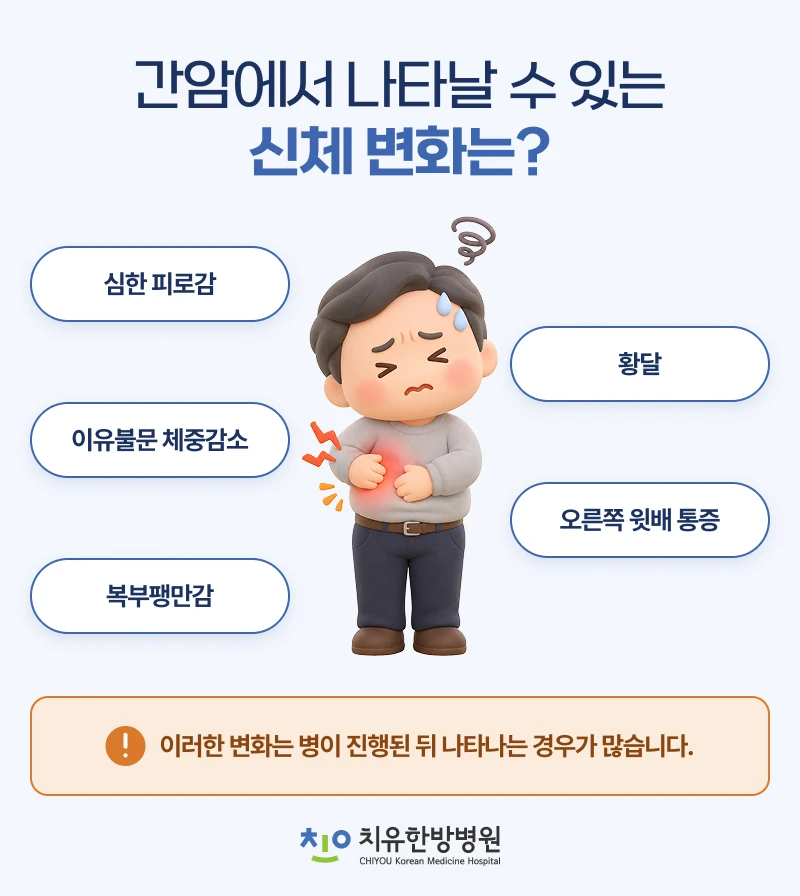 간암에서 나타날 수 있는
신체 변화는?
심한 피로감
황달
이유불문 체중감소
오른쪽 윗배 통증
복부팽만감
이러한 변화는 병이 진행된 뒤 나타나는 경우가 많습니다.
치유한방병원
CHIYOU Korean Medicine Hospital